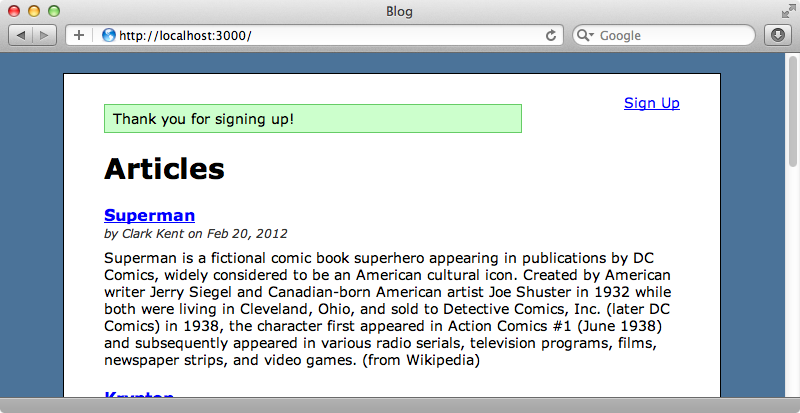 Blog
http://localhost:3000/
Google
Sign Up
Thank you for signing up!
Articles
Superman
by Clark Kent on Feb 20, 2012
Superman is a fictional comic book superhero appearing in publications by DC
Comics, widely considered to be an American cultural icon. Created by American
writer Jerry Siegel and Canadian-born American artist Joe Shuster in 1932 while
both were living in Cleveland, Ohio, and sold to Detective Comics, Inc. (later DC
Comics) in 1938, the character first appeared in Action Comics #1 (June 1938)
and subsequently appeared in various radio serials, television programs, films,
newspaper strips, and video games. (from Wikipedia)
Krypton